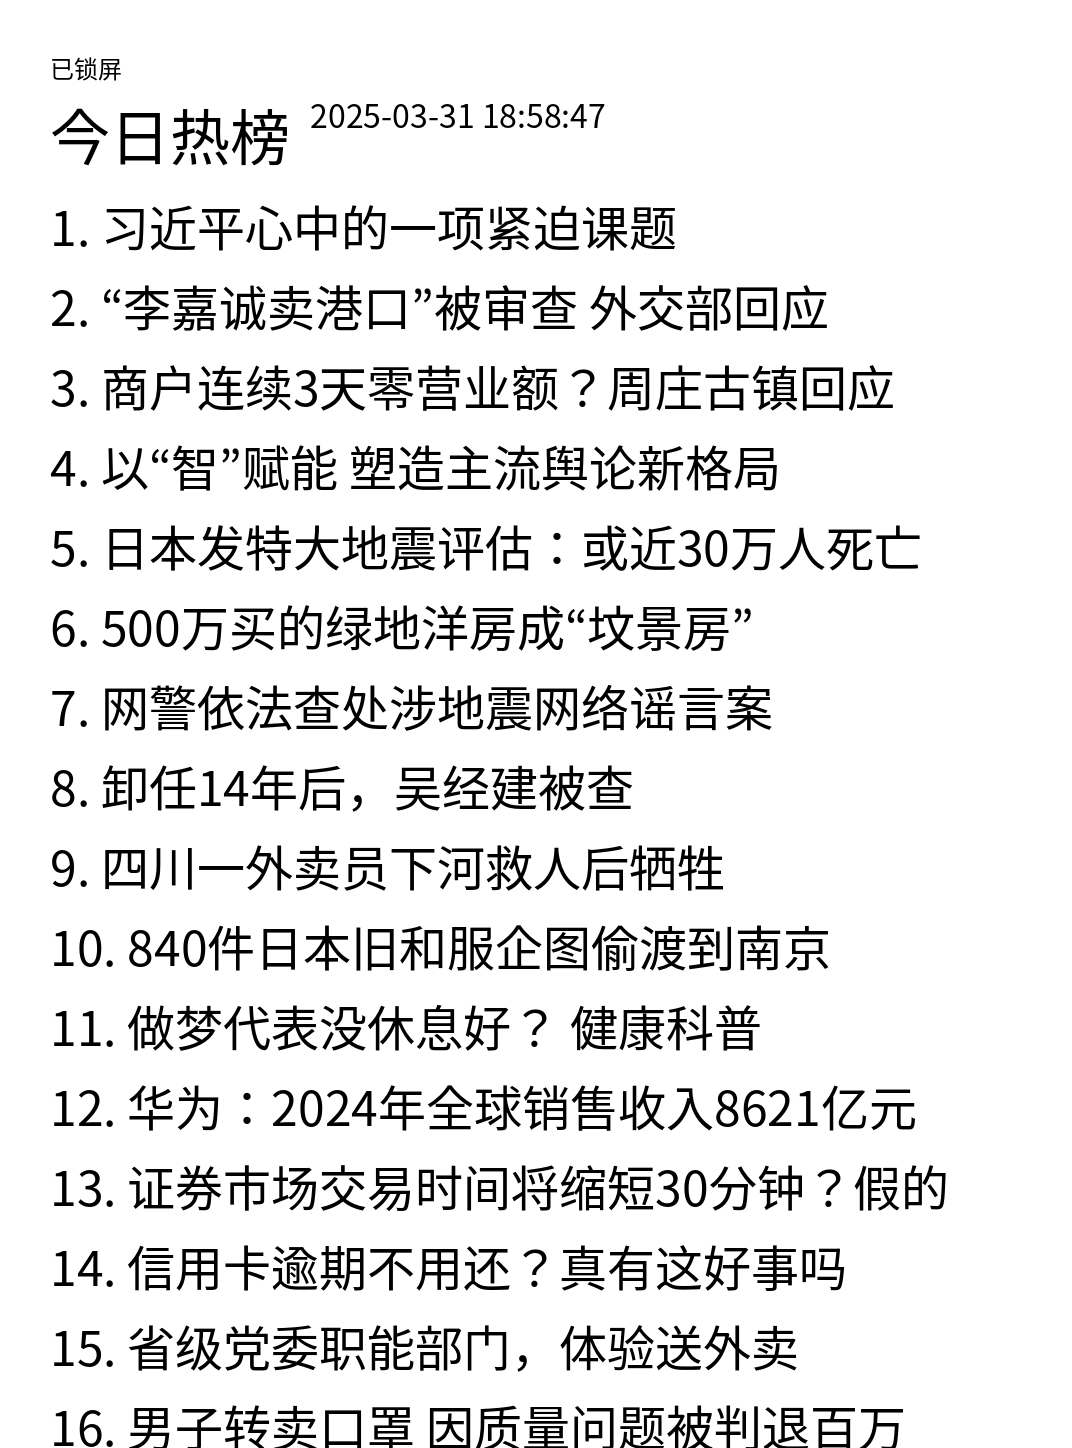 已锁屏
今日热榜 2025-03-31 18:58:47
1. 习近平心中的一项紧迫课题
2. “李嘉诚卖港口”被审查 外交部回应
3. 商户连续3天零营业额？周庄古镇回应
4. 以“智”赋能 塑造主流舆论新格局
5. 日本发特大地震评估：或近30万人死亡
6. 500万买的绿地洋房成“坟景房”
7. 网警依法查处涉地震网络谣言案
8. 卸任14年后，吴经建被查
9. 四川一外卖员下河救人后牺牲
10. 840件日本旧和服企图偷渡到南京
11. 做梦代表没休息好？ 健康科普
12. 华为：2024年全球销售收入8621亿元
13. 证券市场交易时间将缩短30分钟？假的
14. 信用卡逾期不用还？真有这好事吗
15. 省级党委职能部门，体验送外卖
16. 男子转卖口罩 因质量问题被判退百万